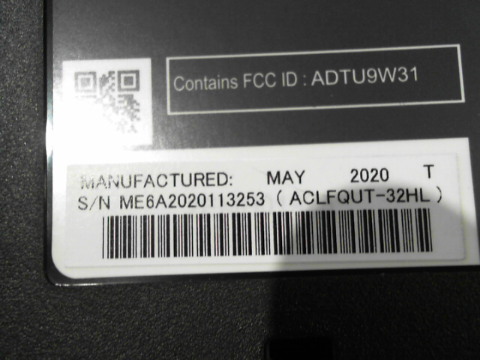 Contains FCC ID : ADTU9W31
MANUFACTURED: MAY 2020 T
S/N ME6A2020113253 ( ACLFQUT-32HL )